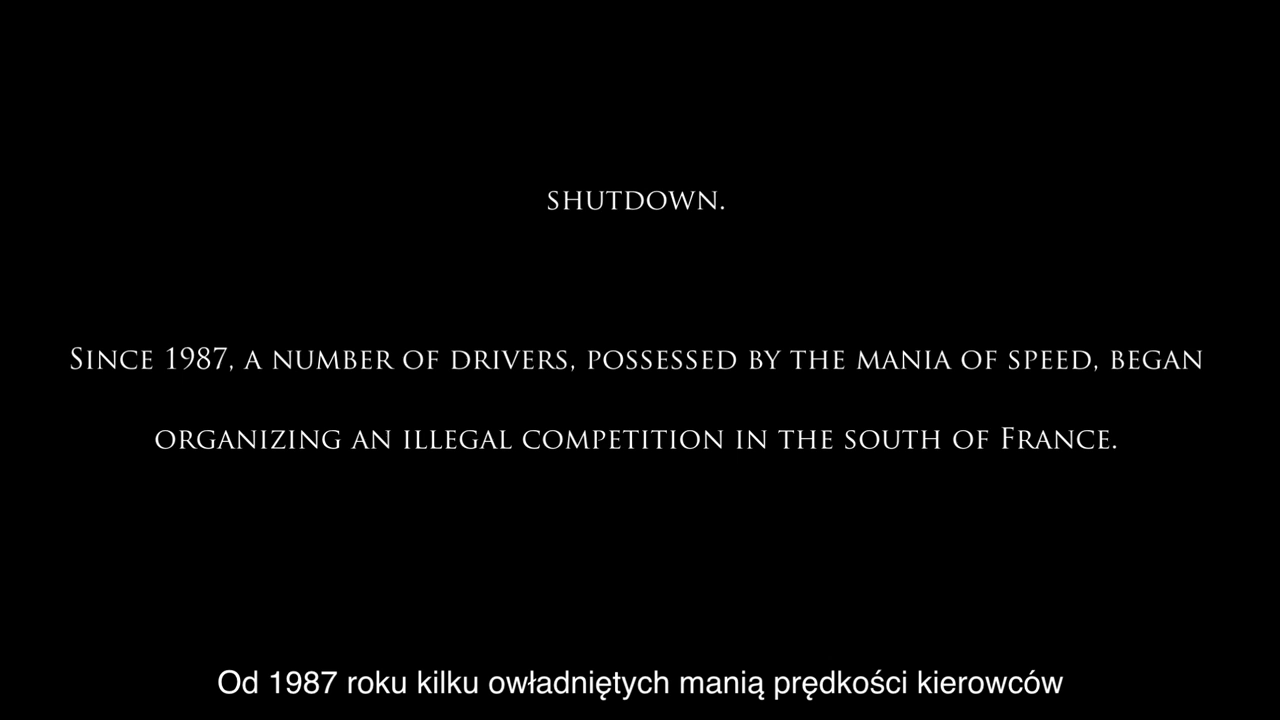 SHUTDOWN.
SINCE 1987, A NUMBER OF DRIVERS, POSSESSED BY THE MANIA OF SPEED, BEGAN
ORGANIZING AN ILLEGAL COMPETITION IN THE SOUTH OF FRANCE.
Od 1987 roku kilku owładniętych manią prędkości kierowców